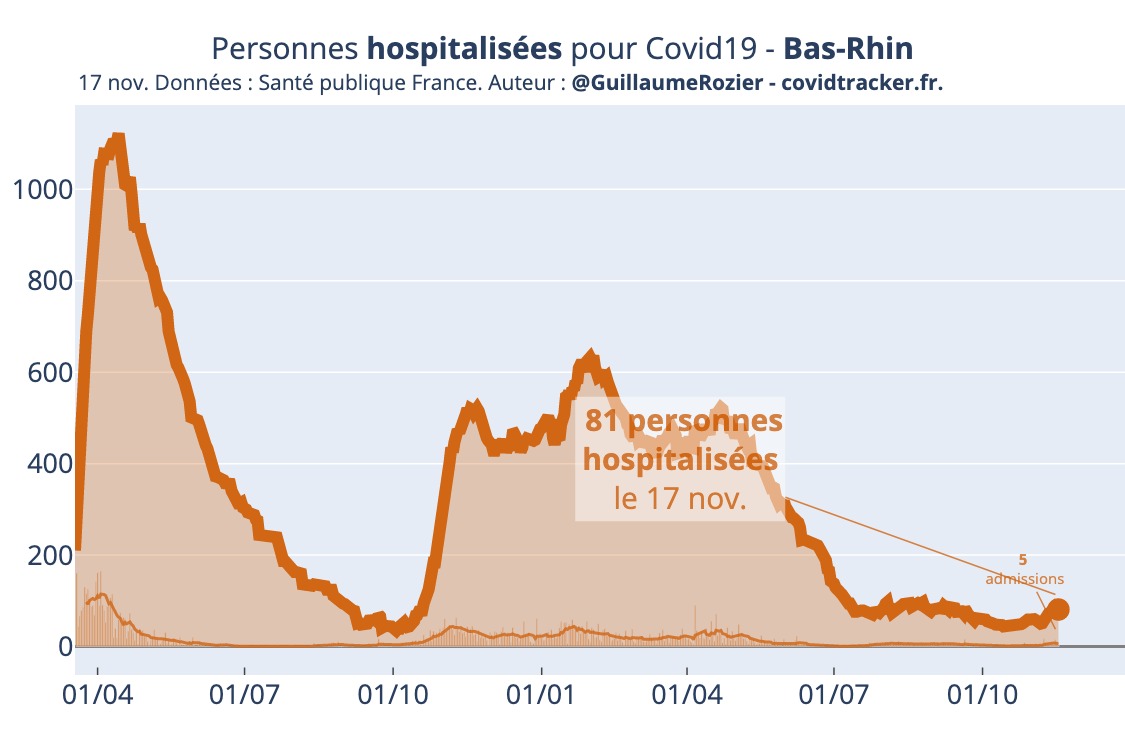 Personnes hospitalisées pour Covid19 - Bas-Rhin
17 nov. Données : Santé publique France. Auteur : @GuillaumeRozier - covidtracker.fr.
1000
800
600
400
200
0
81 personnes
hospitalisées
le 17 nov.
5
admissions
01/04 01/07 01/10 01/01 01/04 01/07 01/10